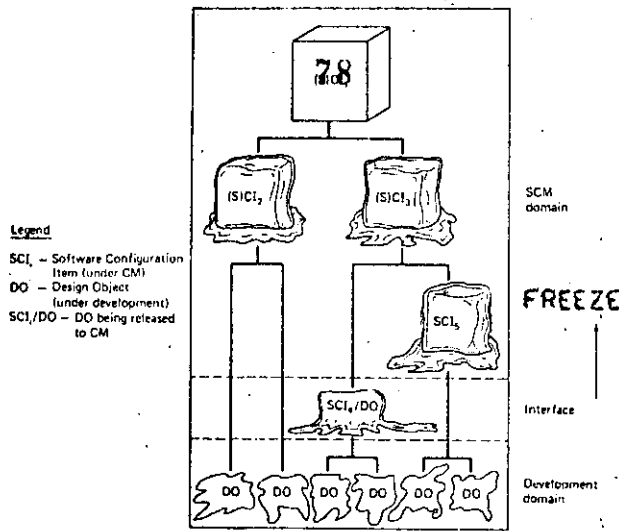 78
(S)CI₂
(S)CI₃
SCM
domain
Legend
SCIᵢ – Software Configuration
Item (under CM)
DO – Design Object
(under development)
SCIᵢ/DO – DO being released
to CM
FREEZE
SCI₅
SCI₄/DO
Interface
DO DO DO DO DO DO
Development
domain